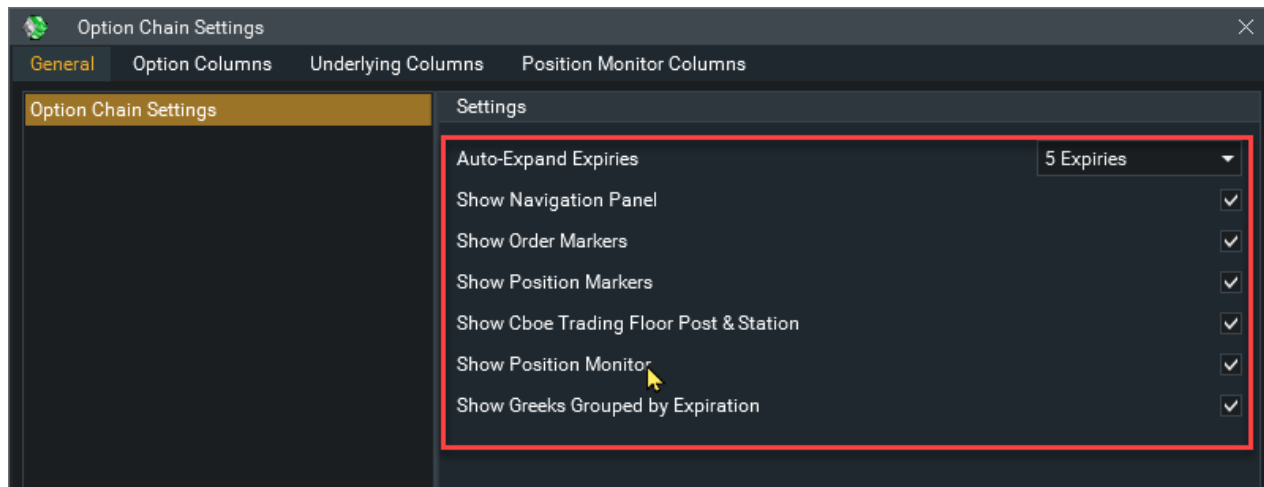 Option Chain Settings
General Option Columns Underlying Columns Position Monitor Columns
Option Chain Settings
Settings
Auto-Expand Expiries 5 Expiries
Show Navigation Panel
Show Order Markers
Show Position Markers
Show Cboe Trading Floor Post & Station
Show Position Monitor
Show Greeks Grouped by Expiration